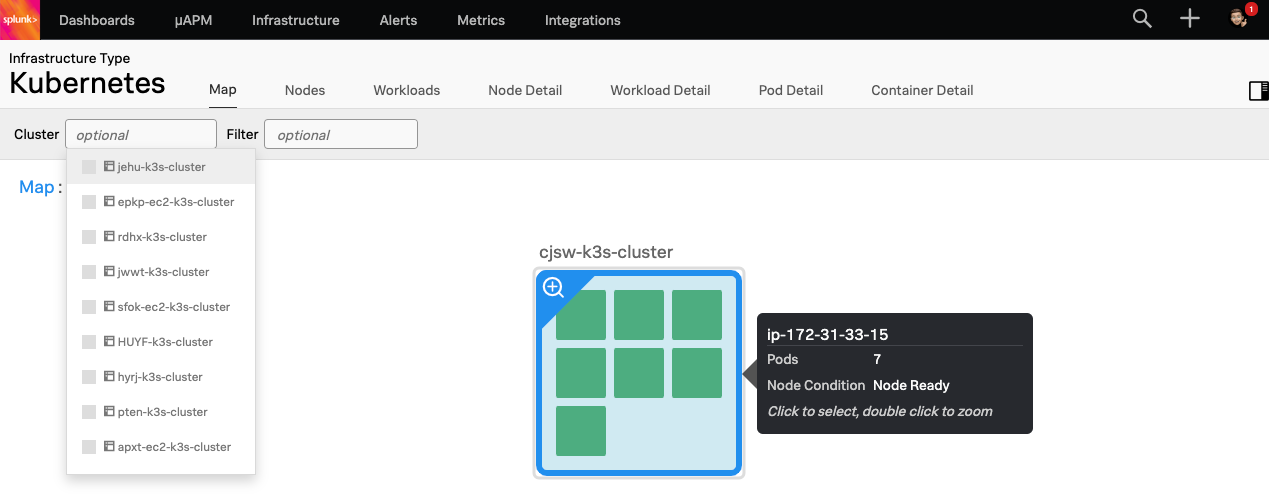 splunk> Dashboards µAPM Infrastructure Alerts Metrics Integrations 1
Infrastructure Type
Kubernetes
Map Nodes Workloads Node Detail Workload Detail Pod Detail Container Detail
Cluster optional Filter optional
jehu-k3s-cluster
Map :
epkp-ec2-k3s-cluster
rdhx-k3s-cluster
jwwt-k3s-cluster
sfok-ec2-k3s-cluster
HUYF-k3s-cluster
hyrj-k3s-cluster
pten-k3s-cluster
apxt-ec2-k3s-cluster
cjsw-k3s-cluster
ip-172-31-33-15
Pods 7
Node Condition Node Ready
Click to select, double click to zoom